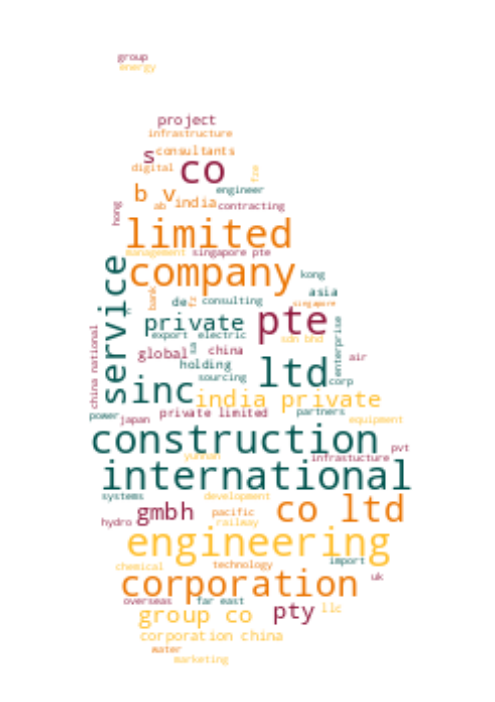 group
energy
project
infrastructure
s consultants
digital co fze
b v engineer
ab india contracting
hong
limited
management singapore pte
company kong
service
bank de fz consulting asia
singapore
private pte
export electric sdn bhd
enterprise
china national
global sa china air
holding ltd
sourcing corp
inc india private
power japan private limited partners equipment
construction pvt
yunnan infrastucture
international
systems development
gmbh co ltd
hydro pacific
railway
engineering import
chemical technology
corporation uk
overseas far east
group co pty llc
corporation china
water
marketing